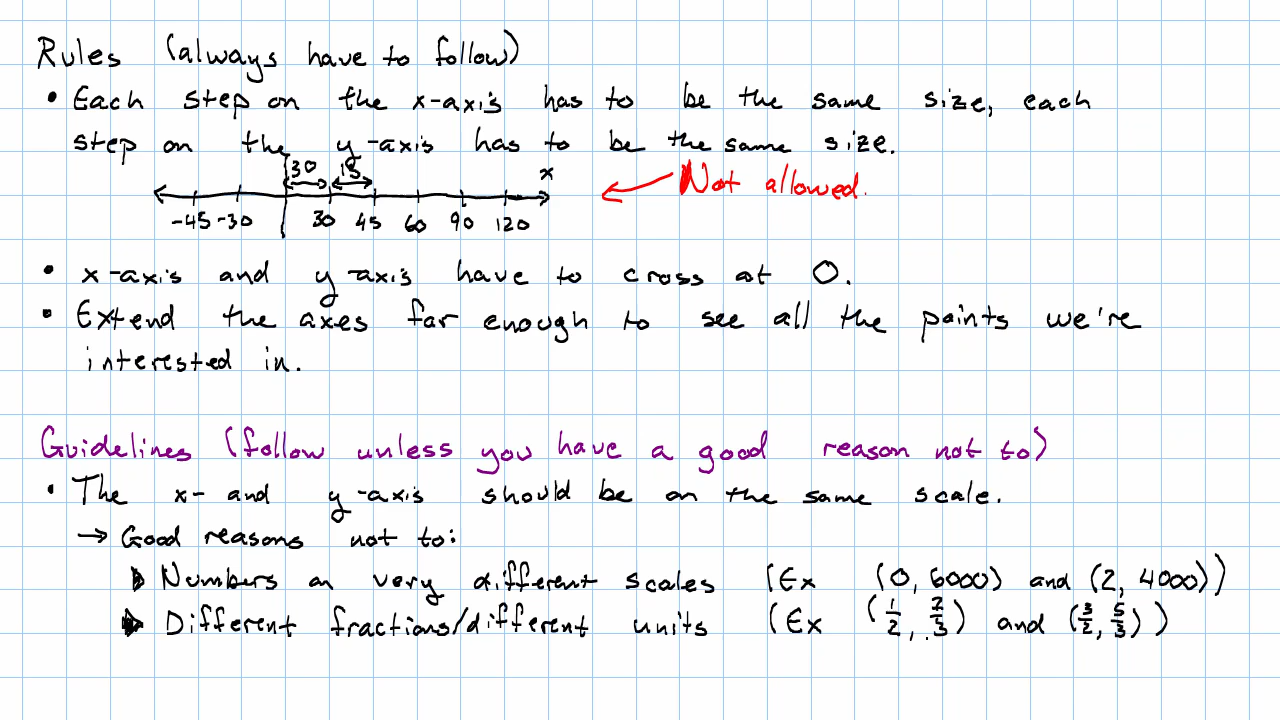 Rules (always have to follow)
• Each step on the x-axis has to be the same size, each
step on the y-axis has to be the same size.
30 15 x Not allowed.
-45 -30 30 45 60 90 120
• x-axis and y-axis have to cross at 0.
• Extend the axes far enough to see all the points we're
interested in.
Guidelines (follow unless you have a good reason not to)
• The x- and y-axis should be on the same scale.
→ Good reasons not to:
▸ Numbers on very different scales (Ex (0, 6000) and (2, 4000))
▸ Different fractions/different units (Ex (1/2, 2/3) and (3/2, 5/3))